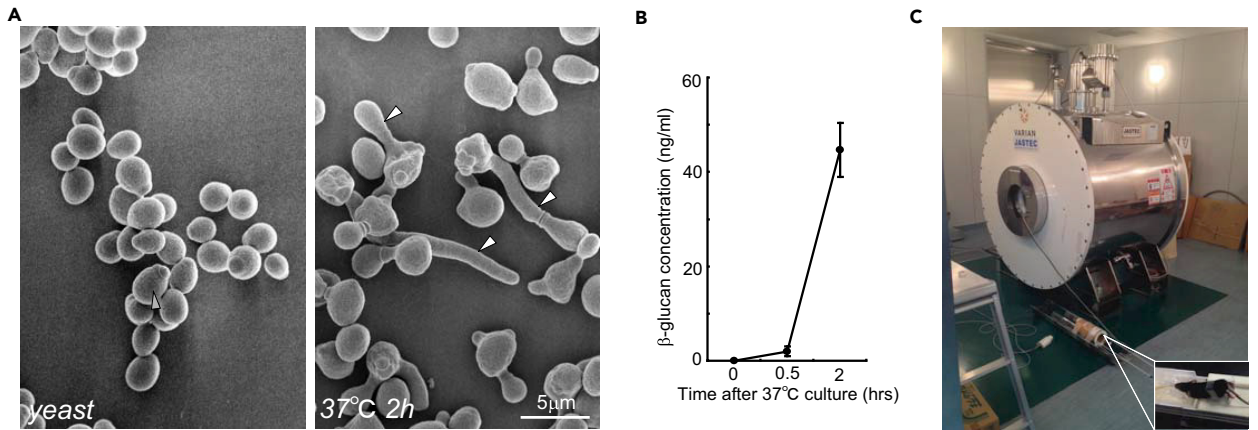 A
yeast
37°C 2h
5μm
B
β-glucan concentration (ng/ml)
60
40
20
0
0
0.5
2
Time after 37°C culture (hrs)
C
VARIAN
JASTEC
JASTEC